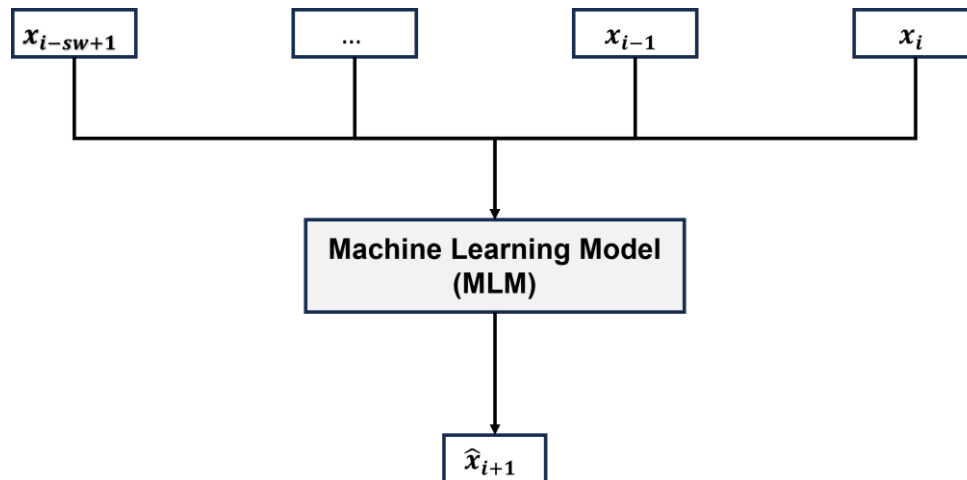 x_{i-sw+1}
...
x_{i-1}
x_i
Machine Learning Model
(MLM)
x̂_{i+1}